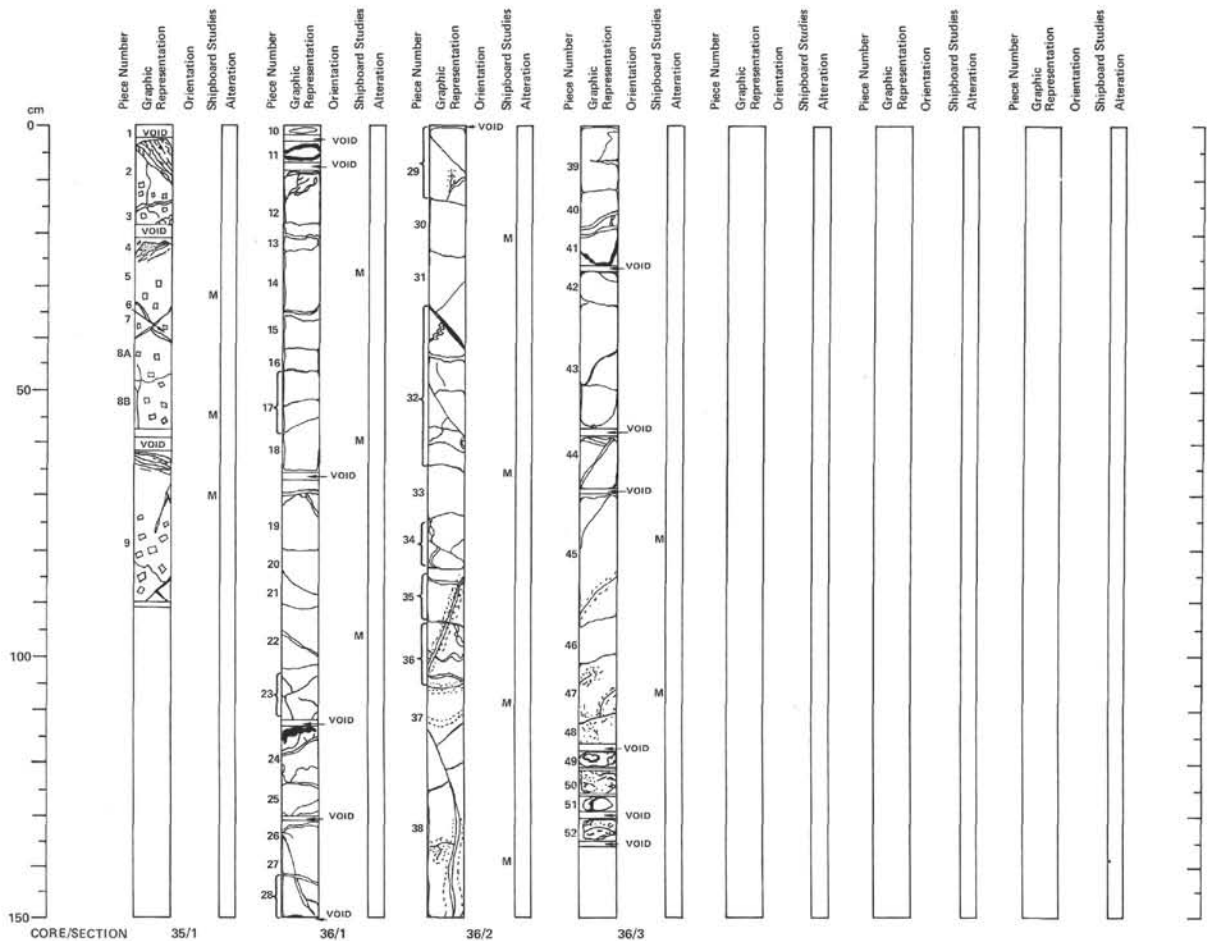 Piece Number Graphic Representation Orientation Shipboard Studies Alteration
Piece Number Graphic Representation Orientation Shipboard Studies Alteration
Piece Number Graphic Representation Orientation Shipboard Studies Alteration
Piece Number Graphic Representation Orientation Shipboard Studies Alteration
Piece Number Graphic Representation Orientation Shipboard Studies Alteration
Piece Number Graphic Representation Orientation Shipboard Studies Alteration
Piece Number Graphic Representation Orientation Shipboard Studies Alteration
cm
0
50
100
150
1
VOID
2
3
VOID
4
5
M
6
7
8A
8B
M
VOID
M
9
10
VOID
11
VOID
12
13
14
M
15
16
17
18
M
VOID
19
20
21
22
M
23
VOID
24
25
VOID
26
27
28
VOID
VOID
29
30
M
31
32
M
33
34
35
36
37
M
38
M
39
40
41
VOID
42
43
VOID
44
VOID
45
M
46
47
M
48
VOID
49
50
51
VOID
52
VOID
CORE/SECTION 35/1 36/1 36/2 36/3